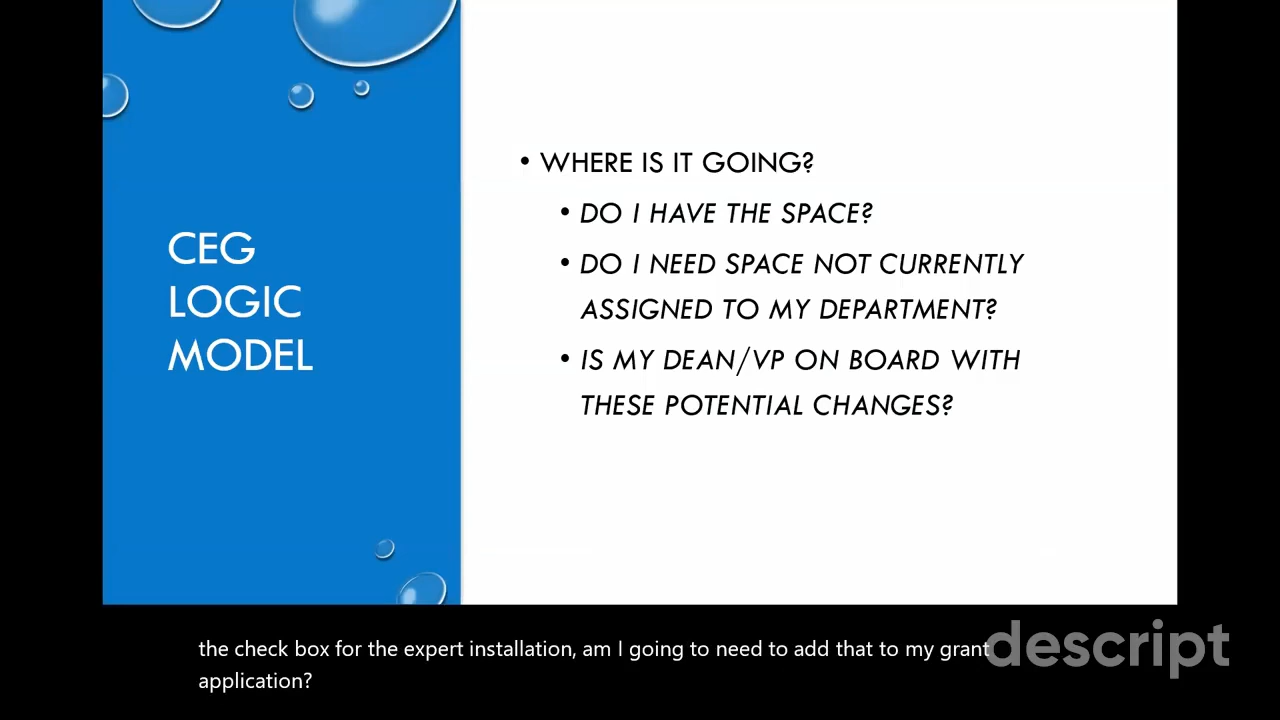 CEG
LOGIC
MODEL
• WHERE IS IT GOING?
• DO I HAVE THE SPACE?
• DO I NEED SPACE NOT CURRENTLY
ASSIGNED TO MY DEPARTMENT?
• IS MY DEAN/VP ON BOARD WITH
THESE POTENTIAL CHANGES?
the check box for the expert installation, am I going to need to add that to my grant
application?
descript